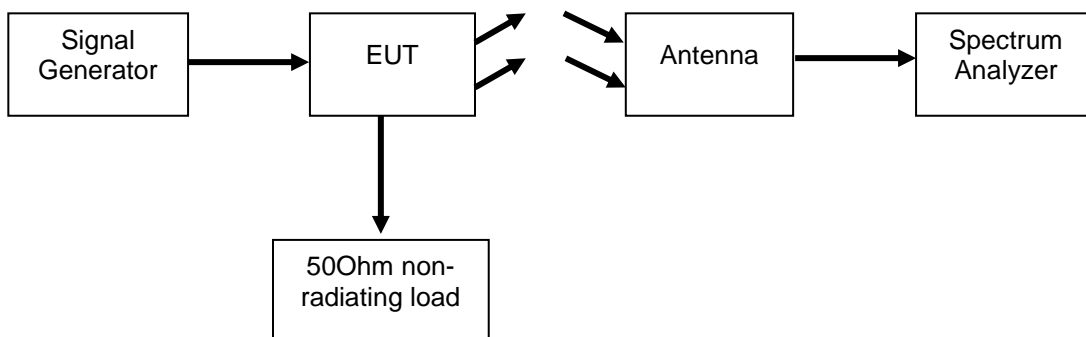 Signal
Generator
EUT
Antenna
Spectrum
Analyzer
50Ohm non-
radiating load